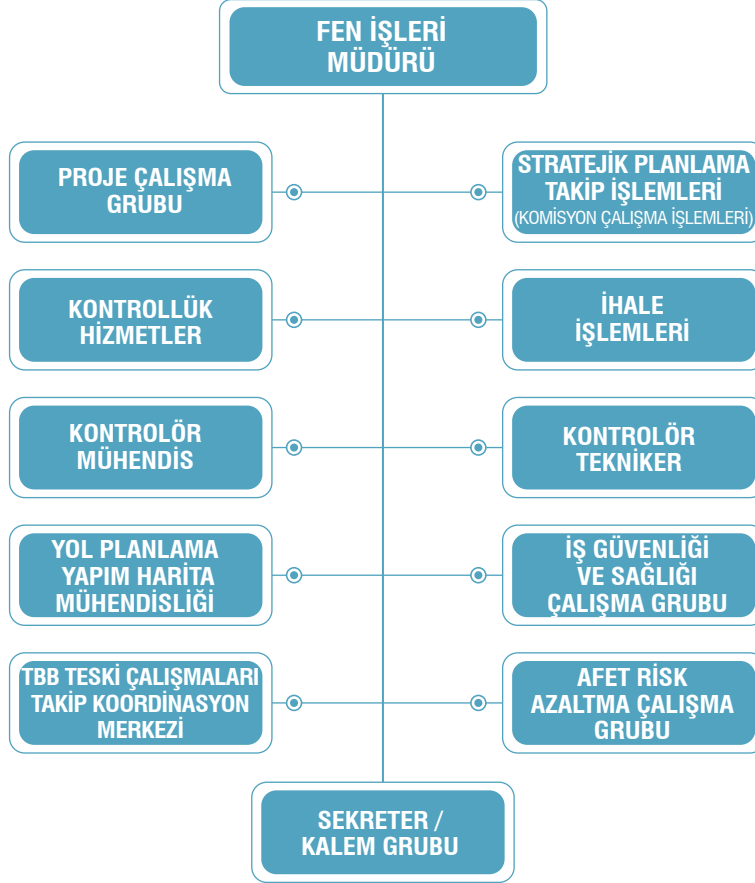 FEN İŞLERİ
MÜDÜRÜ
PROJE ÇALIŞMA
GRUBU
STRATEJİK PLANLAMA
TAKİP İŞLEMLERİ
(KOMİSYON ÇALIŞMA İŞLEMLERİ)
KONTROLLÜK
HİZMETLER
İHALE
İŞLEMLERİ
KONTROLÖR
MÜHENDİS
KONTROLÖR
TEKNİKER
YOL PLANLAMA
YAPIM HARİTA
MÜHENDİSLİĞİ
İŞ GÜVENLİĞİ
VE SAĞLIĞI
ÇALIŞMA GRUBU
TBB TESKİ ÇALIŞMALARI
TAKİP KOORDİNASYON
MERKEZİ
AFET RİSK
AZALTMA ÇALIŞMA
GRUBU
SEKRETER /
KALEM GRUBU